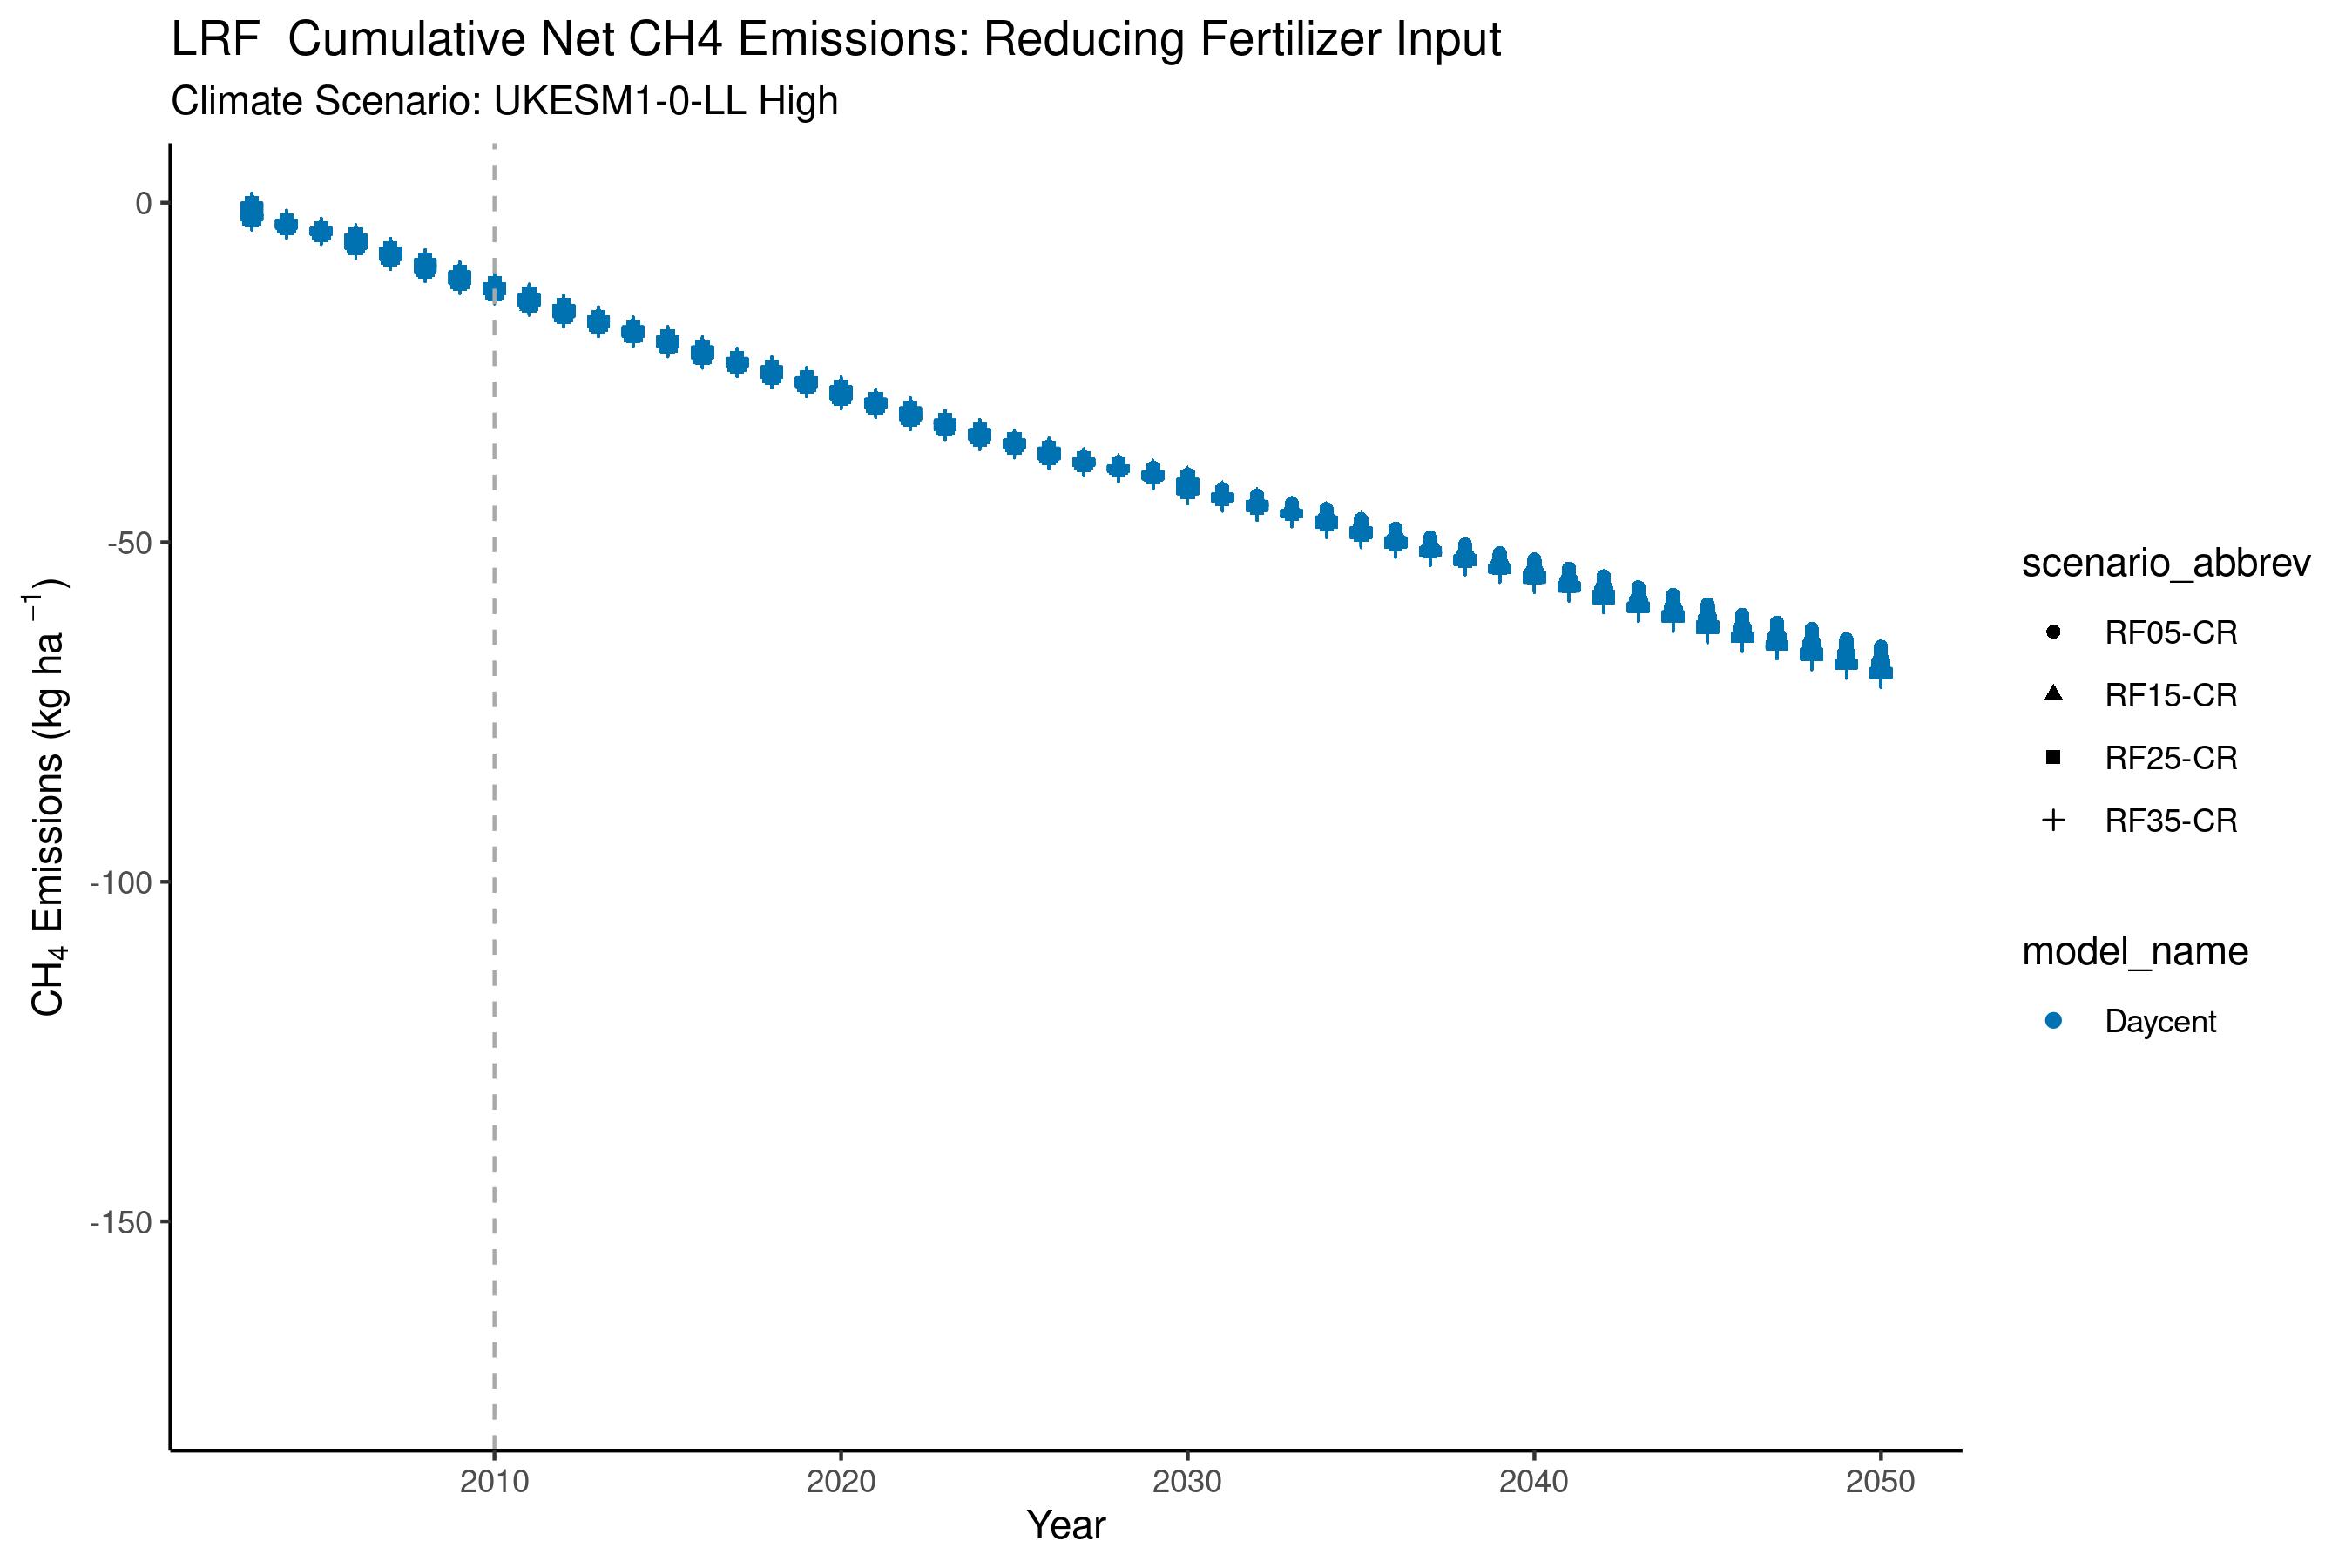 LRF  Cumulative Net CH4 Emissions: Reducing Fertilizer Input
Climate Scenario: UKESM1-0-LL High
CH₄ Emissions (kg ha ⁻¹)
0
-50
-100
-150
2010
2020
2030
2040
2050
Year
scenario_abbrev
RF05-CR
RF15-CR
RF25-CR
RF35-CR
model_name
Daycent